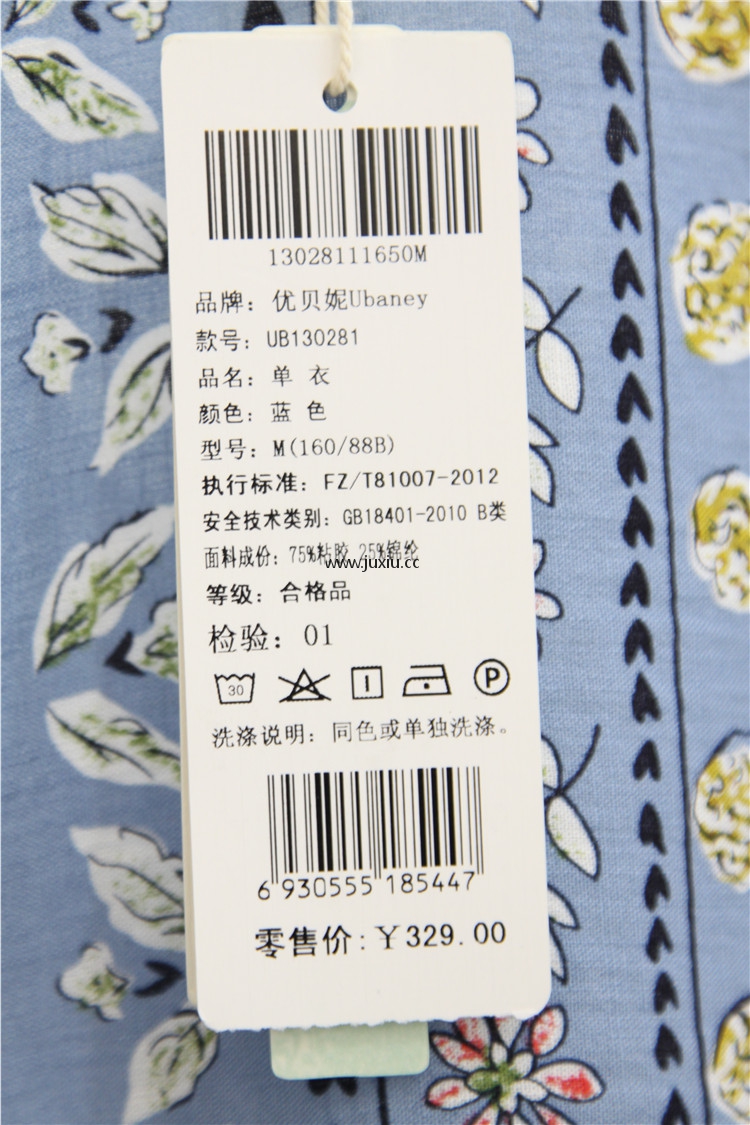 13028111650M
品牌：优贝妮Ubaney
款号：UB130281
品名：单 衣
颜色：蓝 色
型号：M(160/88B)
执行标准：FZ/T81007-2012
安全技术类别：GB18401-2010 B类
面料成份：75%粘胶 25%锦纶
www.juxiu.cc
等级：合格品
检验：01
30 I P
洗涤说明：同色或单独洗涤。
6 930555 185447
零售价:￥329.00